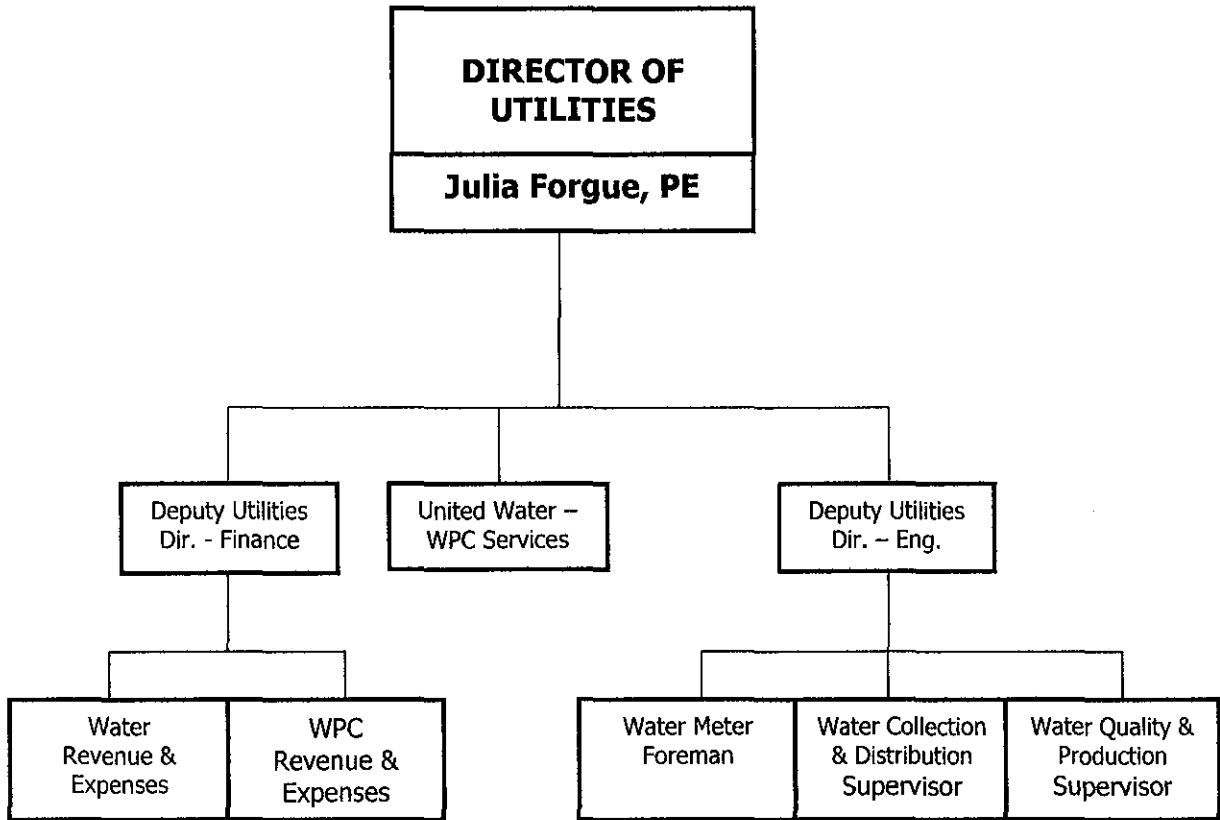 DIRECTOR OF
UTILITIES
Julia Forgue, PE
Deputy Utilities
Dir. - Finance
United Water –
WPC Services
Deputy Utilities
Dir. – Eng.
Water
Revenue &
Expenses
WPC
Revenue &
Expenses
Water Meter
Foreman
Water Collection
& Distribution
Supervisor
Water Quality &
Production
Supervisor